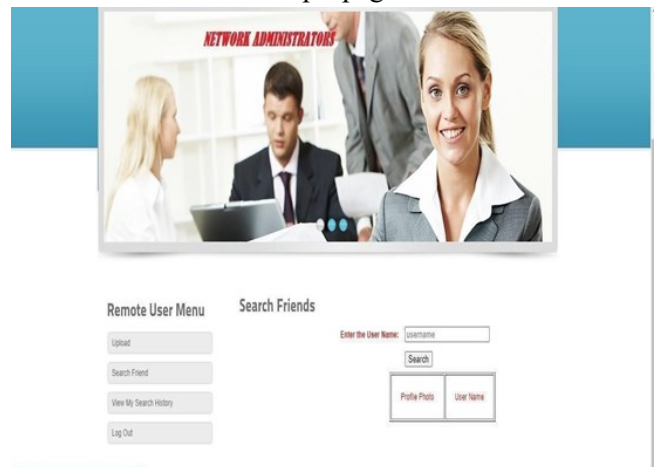 NETWORK ADMINISTRATORS
Remote User Menu
Upload
Search Friend
View My Search History
Log Out
Search Friends
Enter the User Name: username
Search
Profile Photo User Name